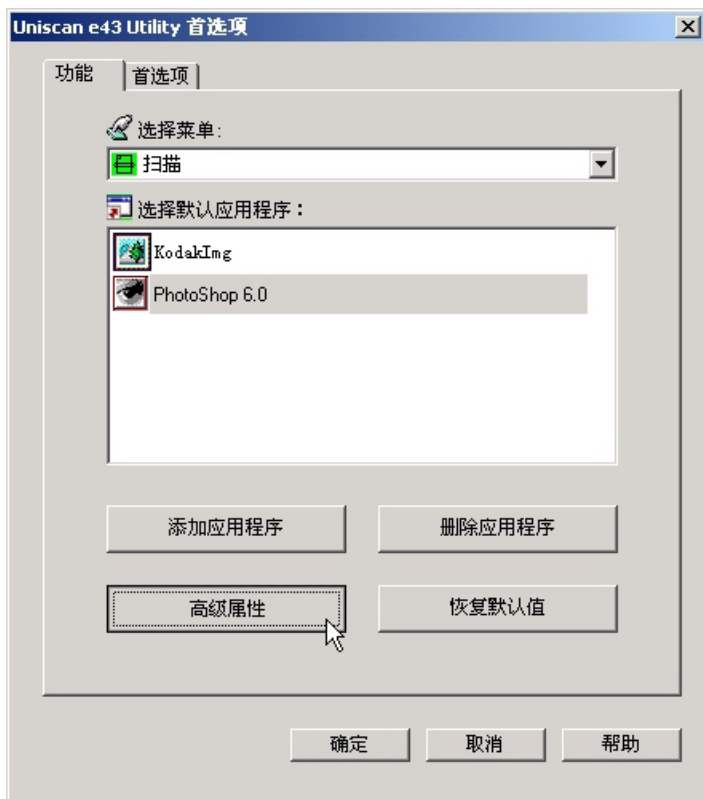 Uniscan e43 Utility 首选项
功能 首选项
选择菜单:
扫描
选择默认应用程序：
KodakImg
PhotoShop 6.0
添加应用程序 删除应用程序
高级属性 恢复默认值
确定 取消 帮助